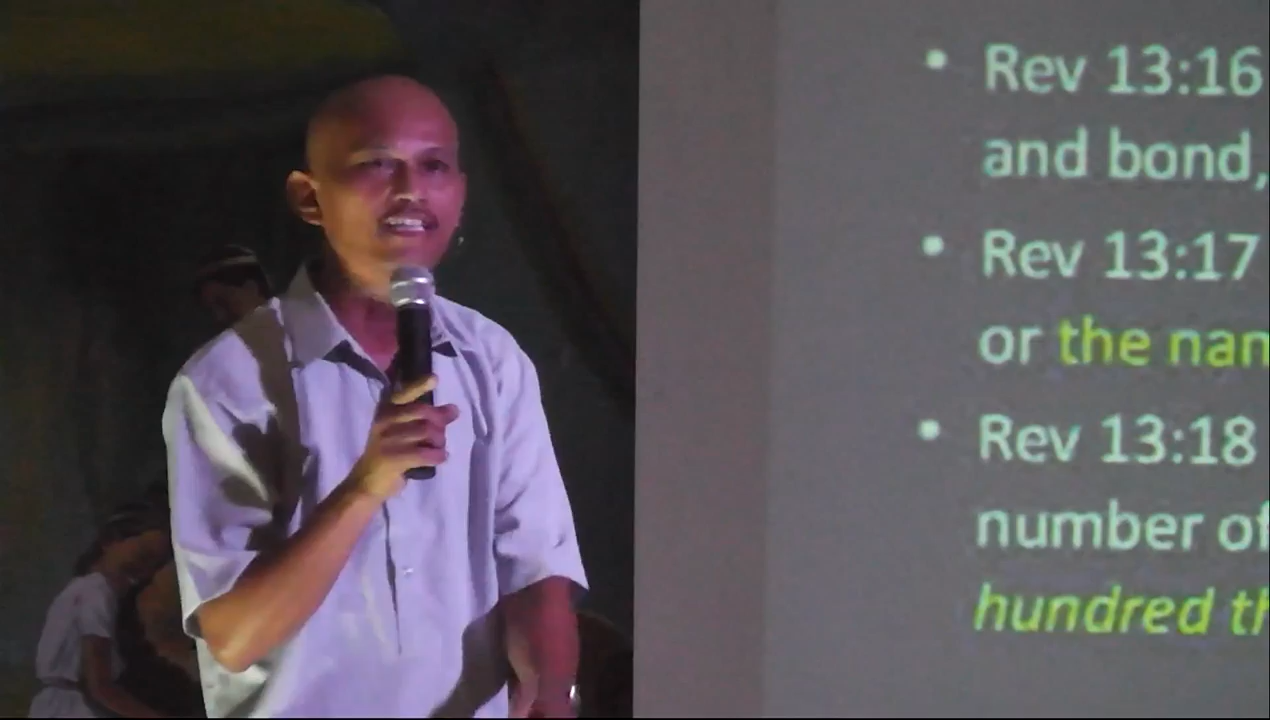 • Rev 13:16
and bond,
• Rev 13:17
or the nan
• Rev 13:18
number of
hundred th